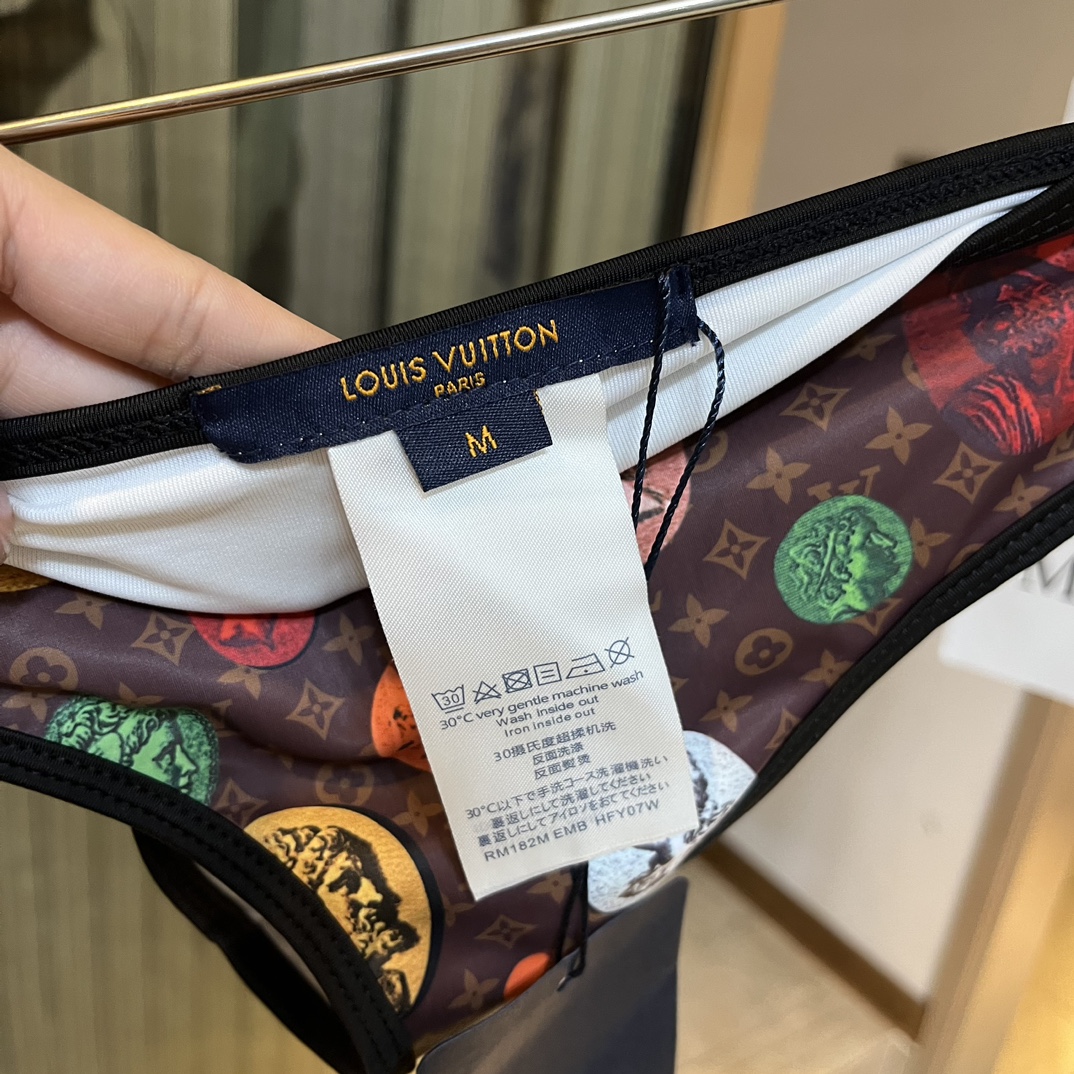 LOUIS VUITTON
PARIS
M
30
30°C very gentle machine wash
Wash inside out
Iron inside out
30摄氏度超揉机洗
反面洗涤
反面熨烫
30°C以下で手洗コース洗濯機洗い
裏返しにして洗濯してください
裏返しにしてアイロンをおてください
RM182M EMB HFY07W